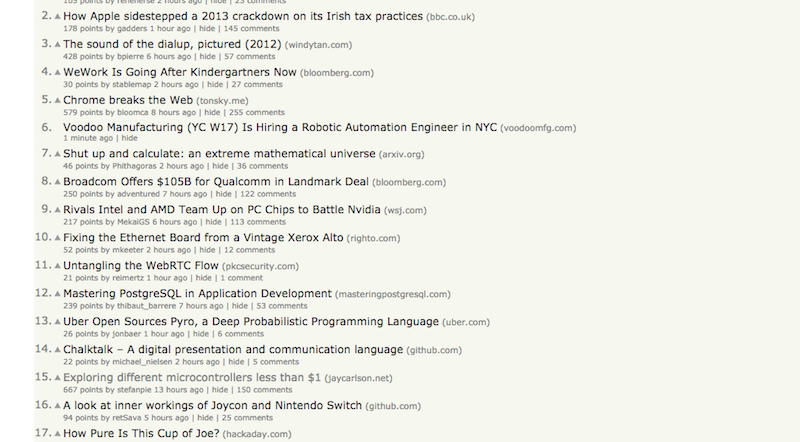 103 points by rehenerse 2 hours ago | hide | 23 comments
2. How Apple sidestepped a 2013 crackdown on its Irish tax practices (bbc.co.uk)
178 points by gadders 1 hour ago | hide | 145 comments
3. The sound of the dialup, pictured (2012) (windytan.com)
428 points by bpierre 6 hours ago | hide | 57 comments
4. WeWork Is Going After Kindergartners Now (bloomberg.com)
30 points by stablemap 2 hours ago | hide | 27 comments
5. Chrome breaks the Web (tonsky.me)
579 points by bloomca 8 hours ago | hide | 255 comments
6. Voodoo Manufacturing (YC W17) Is Hiring a Robotic Automation Engineer in NYC (voodoomfg.com)
1 minute ago | hide
7. Shut up and calculate: an extreme mathematical universe (arxiv.org)
46 points by Phithagoras 2 hours ago | hide | 36 comments
8. Broadcom Offers $105B for Qualcomm in Landmark Deal (bloomberg.com)
250 points by adventured 7 hours ago | hide | 122 comments
9. Rivals Intel and AMD Team Up on PC Chips to Battle Nvidia (wsj.com)
217 points by MekaiGS 6 hours ago | hide | 113 comments
10. Fixing the Ethernet Board from a Vintage Xerox Alto (righto.com)
52 points by mkeeter 2 hours ago | hide | 12 comments
11. Untangling the WebRTC Flow (pkcsecurity.com)
21 points by reimertz 1 hour ago | hide | 1 comment
12. Mastering PostgreSQL in Application Development (masteringpostgresql.com)
239 points by thibaut_barrere 7 hours ago | hide | 53 comments
13. Uber Open Sources Pyro, a Deep Probabilistic Programming Language (uber.com)
26 points by jonbaer 1 hour ago | hide | 6 comments
14. Chalktalk – A digital presentation and communication language (github.com)
22 points by michael_nielsen 2 hours ago | hide | 5 comments
15. Exploring different microcontrollers less than $1 (jaycarlson.net)
667 points by stefanpie 13 hours ago | hide | 150 comments
16. A look at inner workings of Joycon and Nintendo Switch (github.com)
94 points by retSava 5 hours ago | hide | 25 comments
17. How Pure Is This Cup of Joe? (hackaday.com)